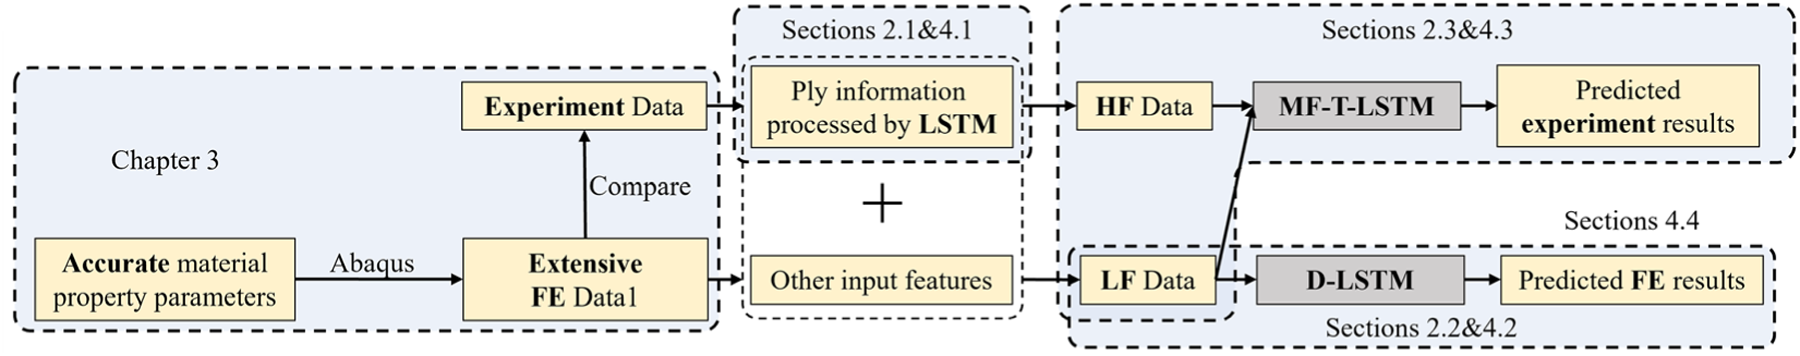 Sections 2.1&4.1
Sections 2.3&4.3
Experiment Data
Ply information
processed by LSTM
HF Data
MF-T-LSTM
Predicted
experiment results
Chapter 3
Compare
Sections 4.4
Accurate material
property parameters
Abaqus
Extensive
FE Data1
Other input features
LF Data
D-LSTM
Predicted FE results
Sections 2.2&4.2